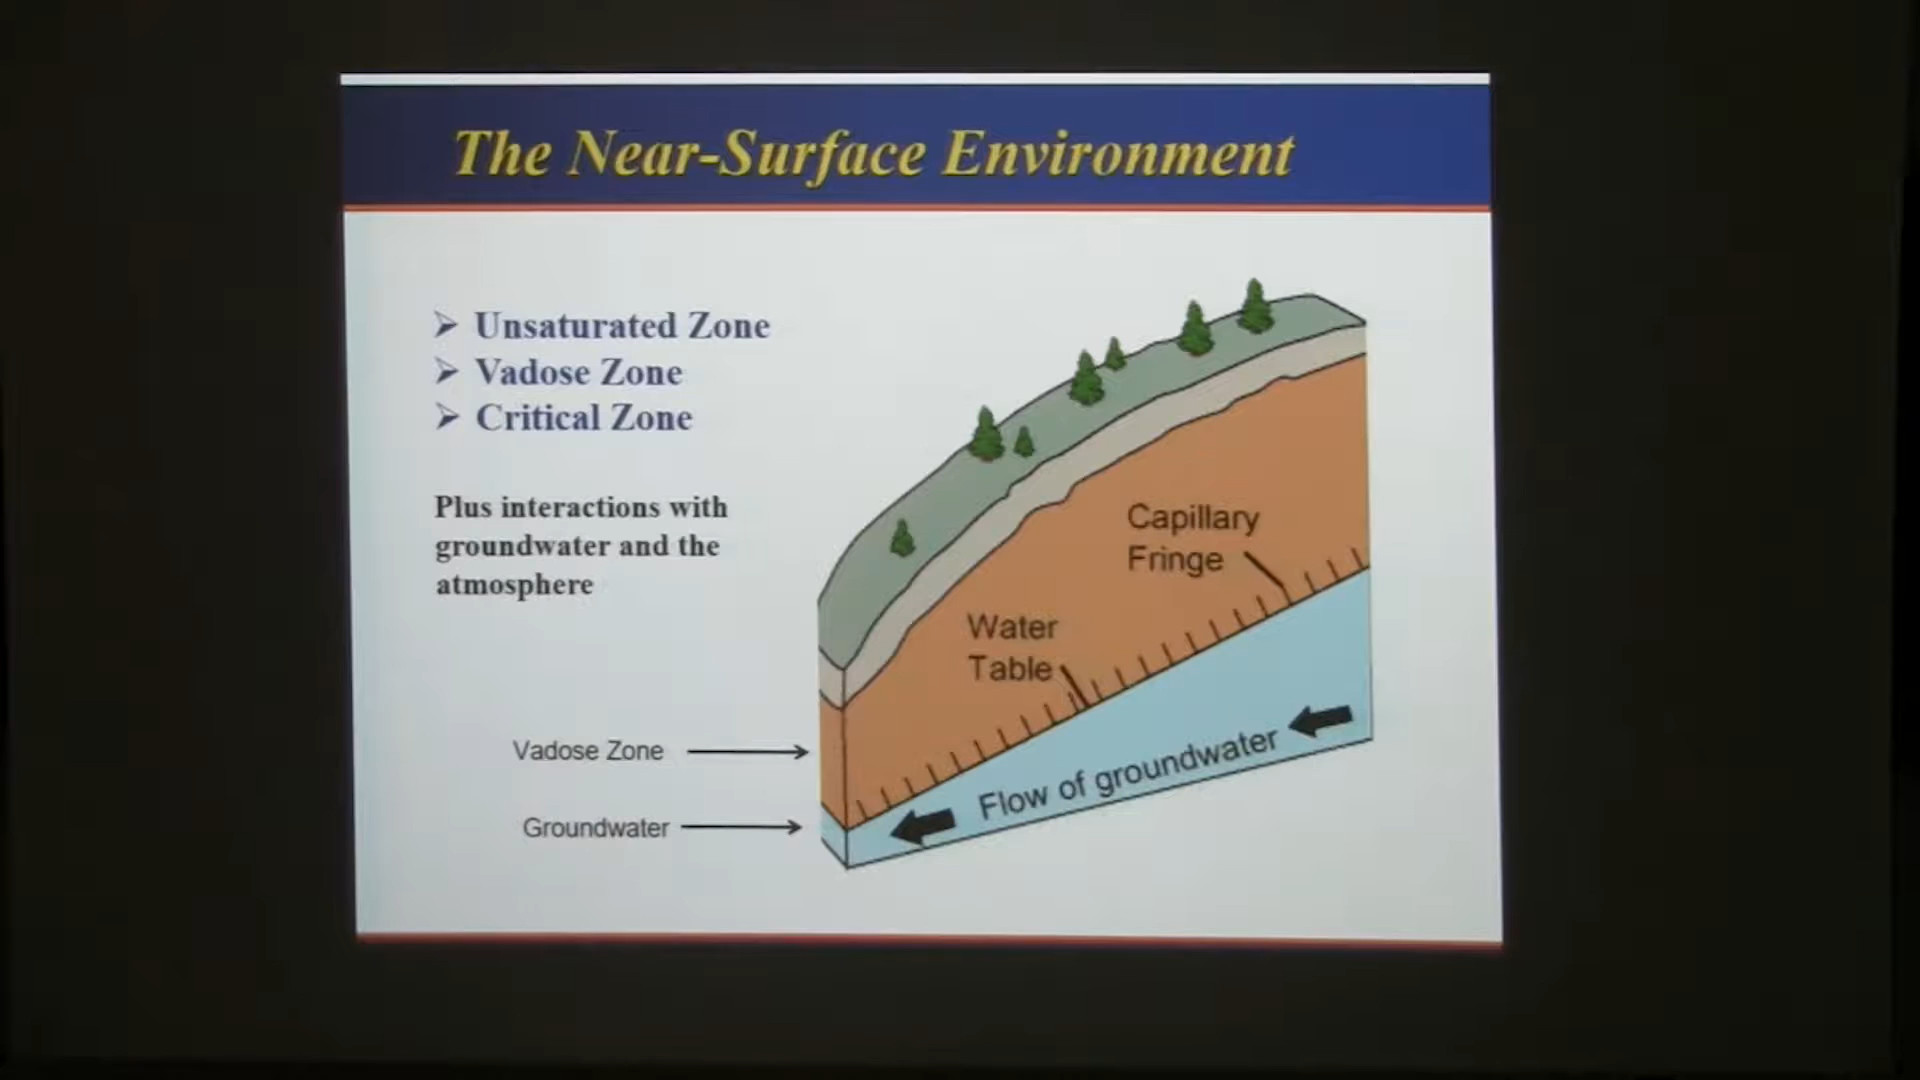 The Near-Surface Environment
➢ Unsaturated Zone
➢ Vadose Zone
➢ Critical Zone
Plus interactions with
groundwater and the
atmosphere
Capillary
Fringe
Water
Table
Vadose Zone
Flow of groundwater
Groundwater